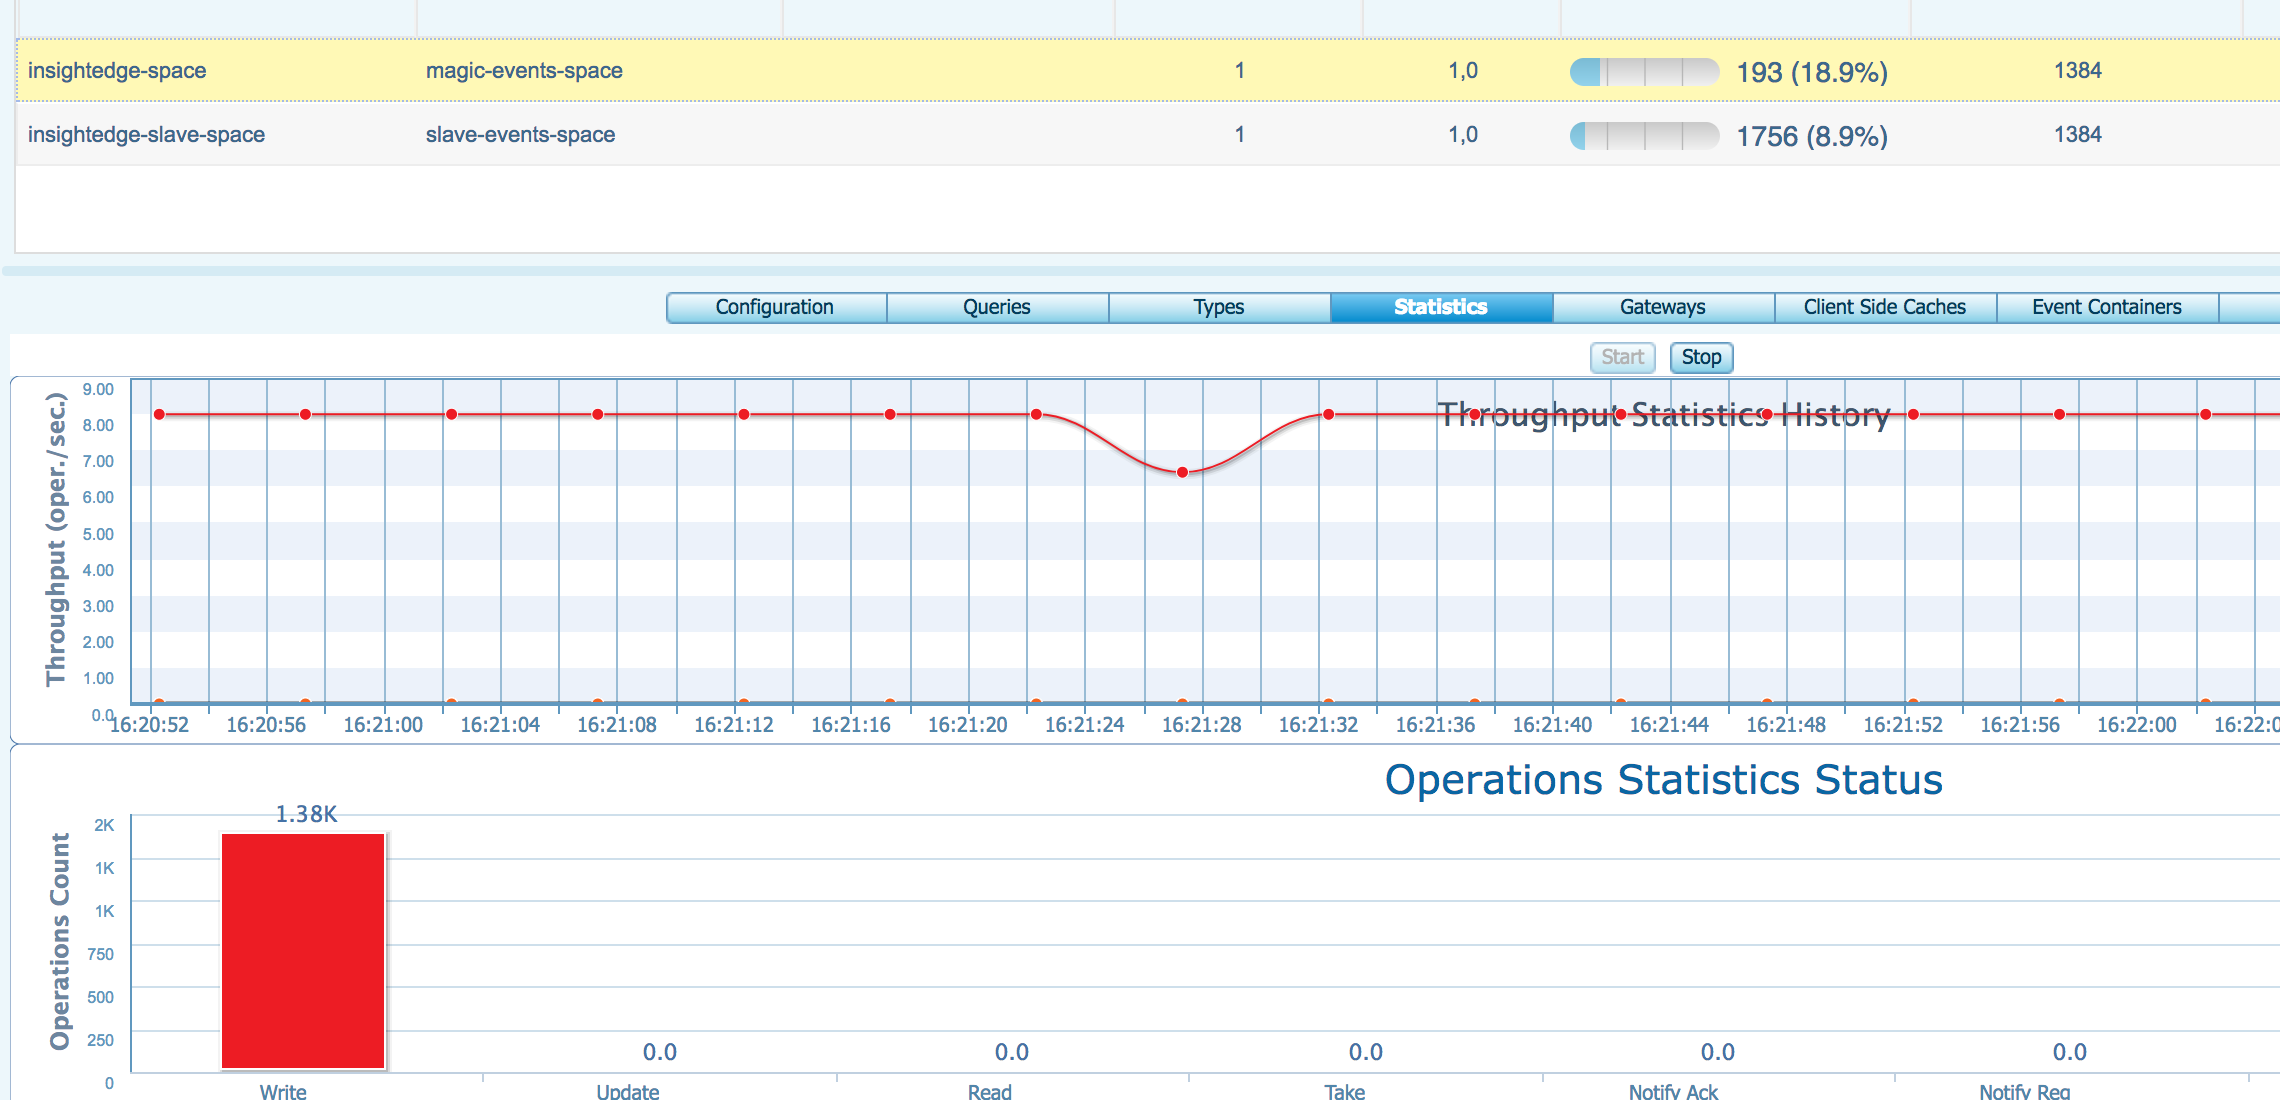 insightedge-space magic-events-space 1 1,0 193 (18.9%) 1384
insightedge-slave-space slave-events-space 1 1,0 1756 (8.9%) 1384
Configuration Queries Types Statistics Gateways Client Side Caches Event Containers
Start Stop
Throughput Statistics History
Throughput (oper./sec.)
9.00
8.00
7.00
6.00
5.00
4.00
3.00
2.00
1.00
0.0
16:20:52 16:20:56 16:21:00 16:21:04 16:21:08 16:21:12 16:21:16 16:21:20 16:21:24 16:21:28 16:21:32 16:21:36 16:21:40 16:21:44 16:21:48 16:21:52 16:21:56 16:22:00 16:22:0
Operations Statistics Status
Operations Count
2K
1K
1K
750
500
250
0
1.38K 0.0 0.0 0.0 0.0 0.0
Write Update Read Take Notify Ack Notify Reg